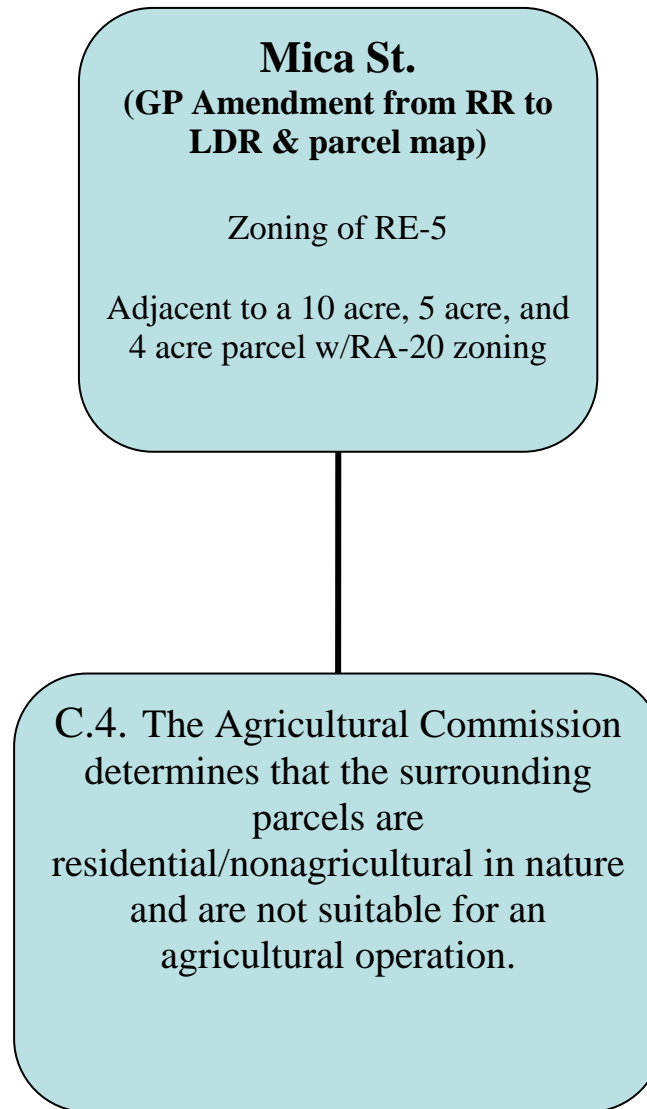 Mica St.
(GP Amendment from RR to
LDR & parcel map)
Zoning of RE-5
Adjacent to a 10 acre, 5 acre, and
4 acre parcel w/RA-20 zoning
C.4. The Agricultural Commission
determines that the surrounding
parcels are
residential/nonagricultural in nature
and are not suitable for an
agricultural operation.